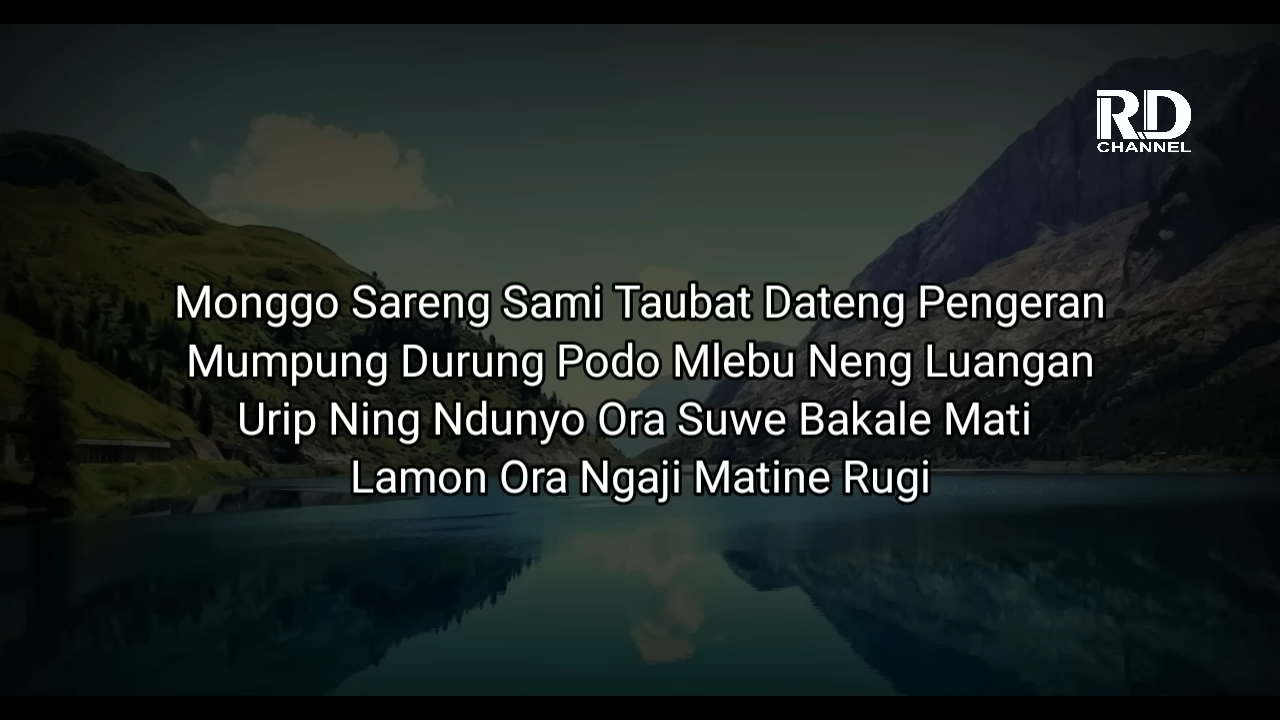 RD
CHANNEL
Monggo Sareng Sami Taubat Dateng Pengeran
Mumpung Durung Podo Mlebu Neng Luangan
Urip Ning Ndunyo Ora Suwe Bakale Mati
Lamon Ora Ngaji Matine Rugi